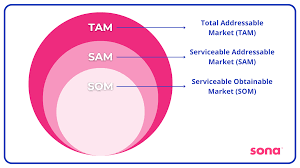 TAM
Total Addressable
Market (TAM)
SAM
Serviceable Addressable
Market (SAM)
SOM
Serviceable Obtainable
Market (SOM)
sona